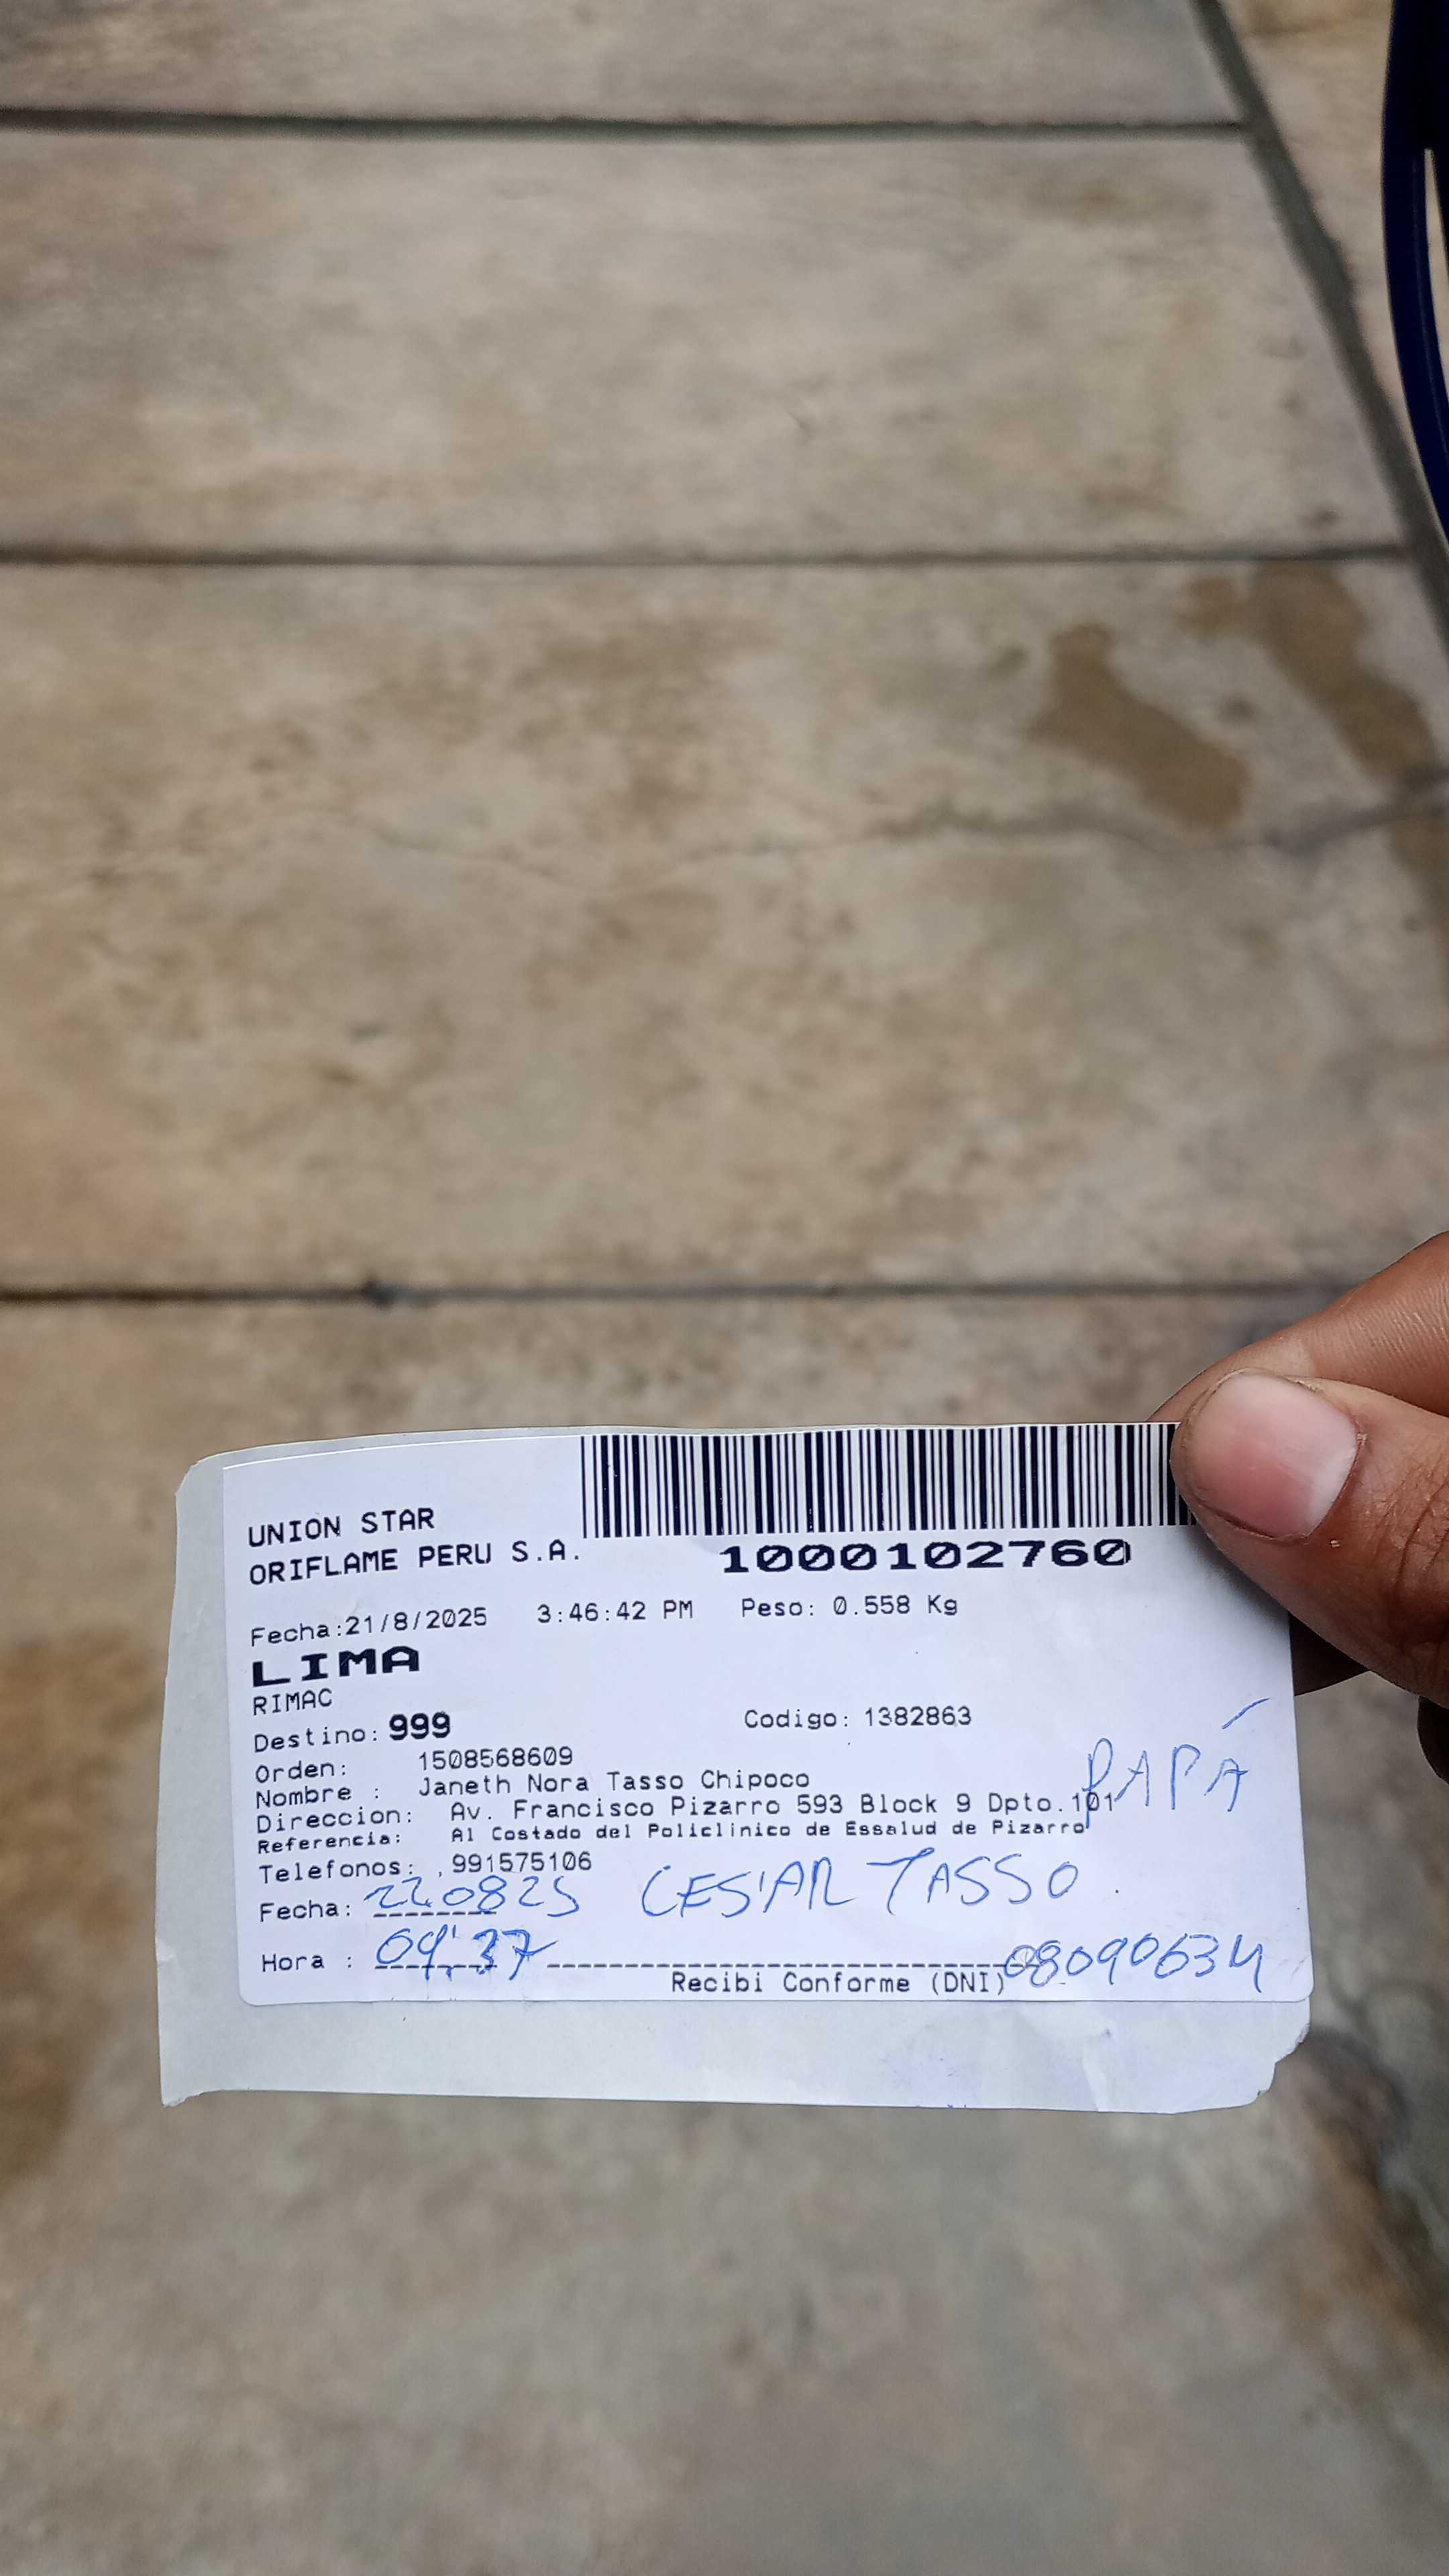 UNION STAR
ORIFLAME PERU S.A.
1000102760
Fecha:21/8/2025 3:46:42 PM Peso: 0.558 Kg
LIMA
RIMAC
Destino: 999 Codigo: 1382863
Orden: 1508568609
Nombre : Janeth Nora Tasso Chipoco
PAPÁ
Direccion: Av. Francisco Pizarro 593 Block 9 Dpto.101
Referencia: Al Costado del Policlinico de Essalud de Pizarro
Telefonos: ,991575106
Fecha: 220825 CESAR TASSO
Hora : 09:37 08090634
Recibi Conforme (DNI)